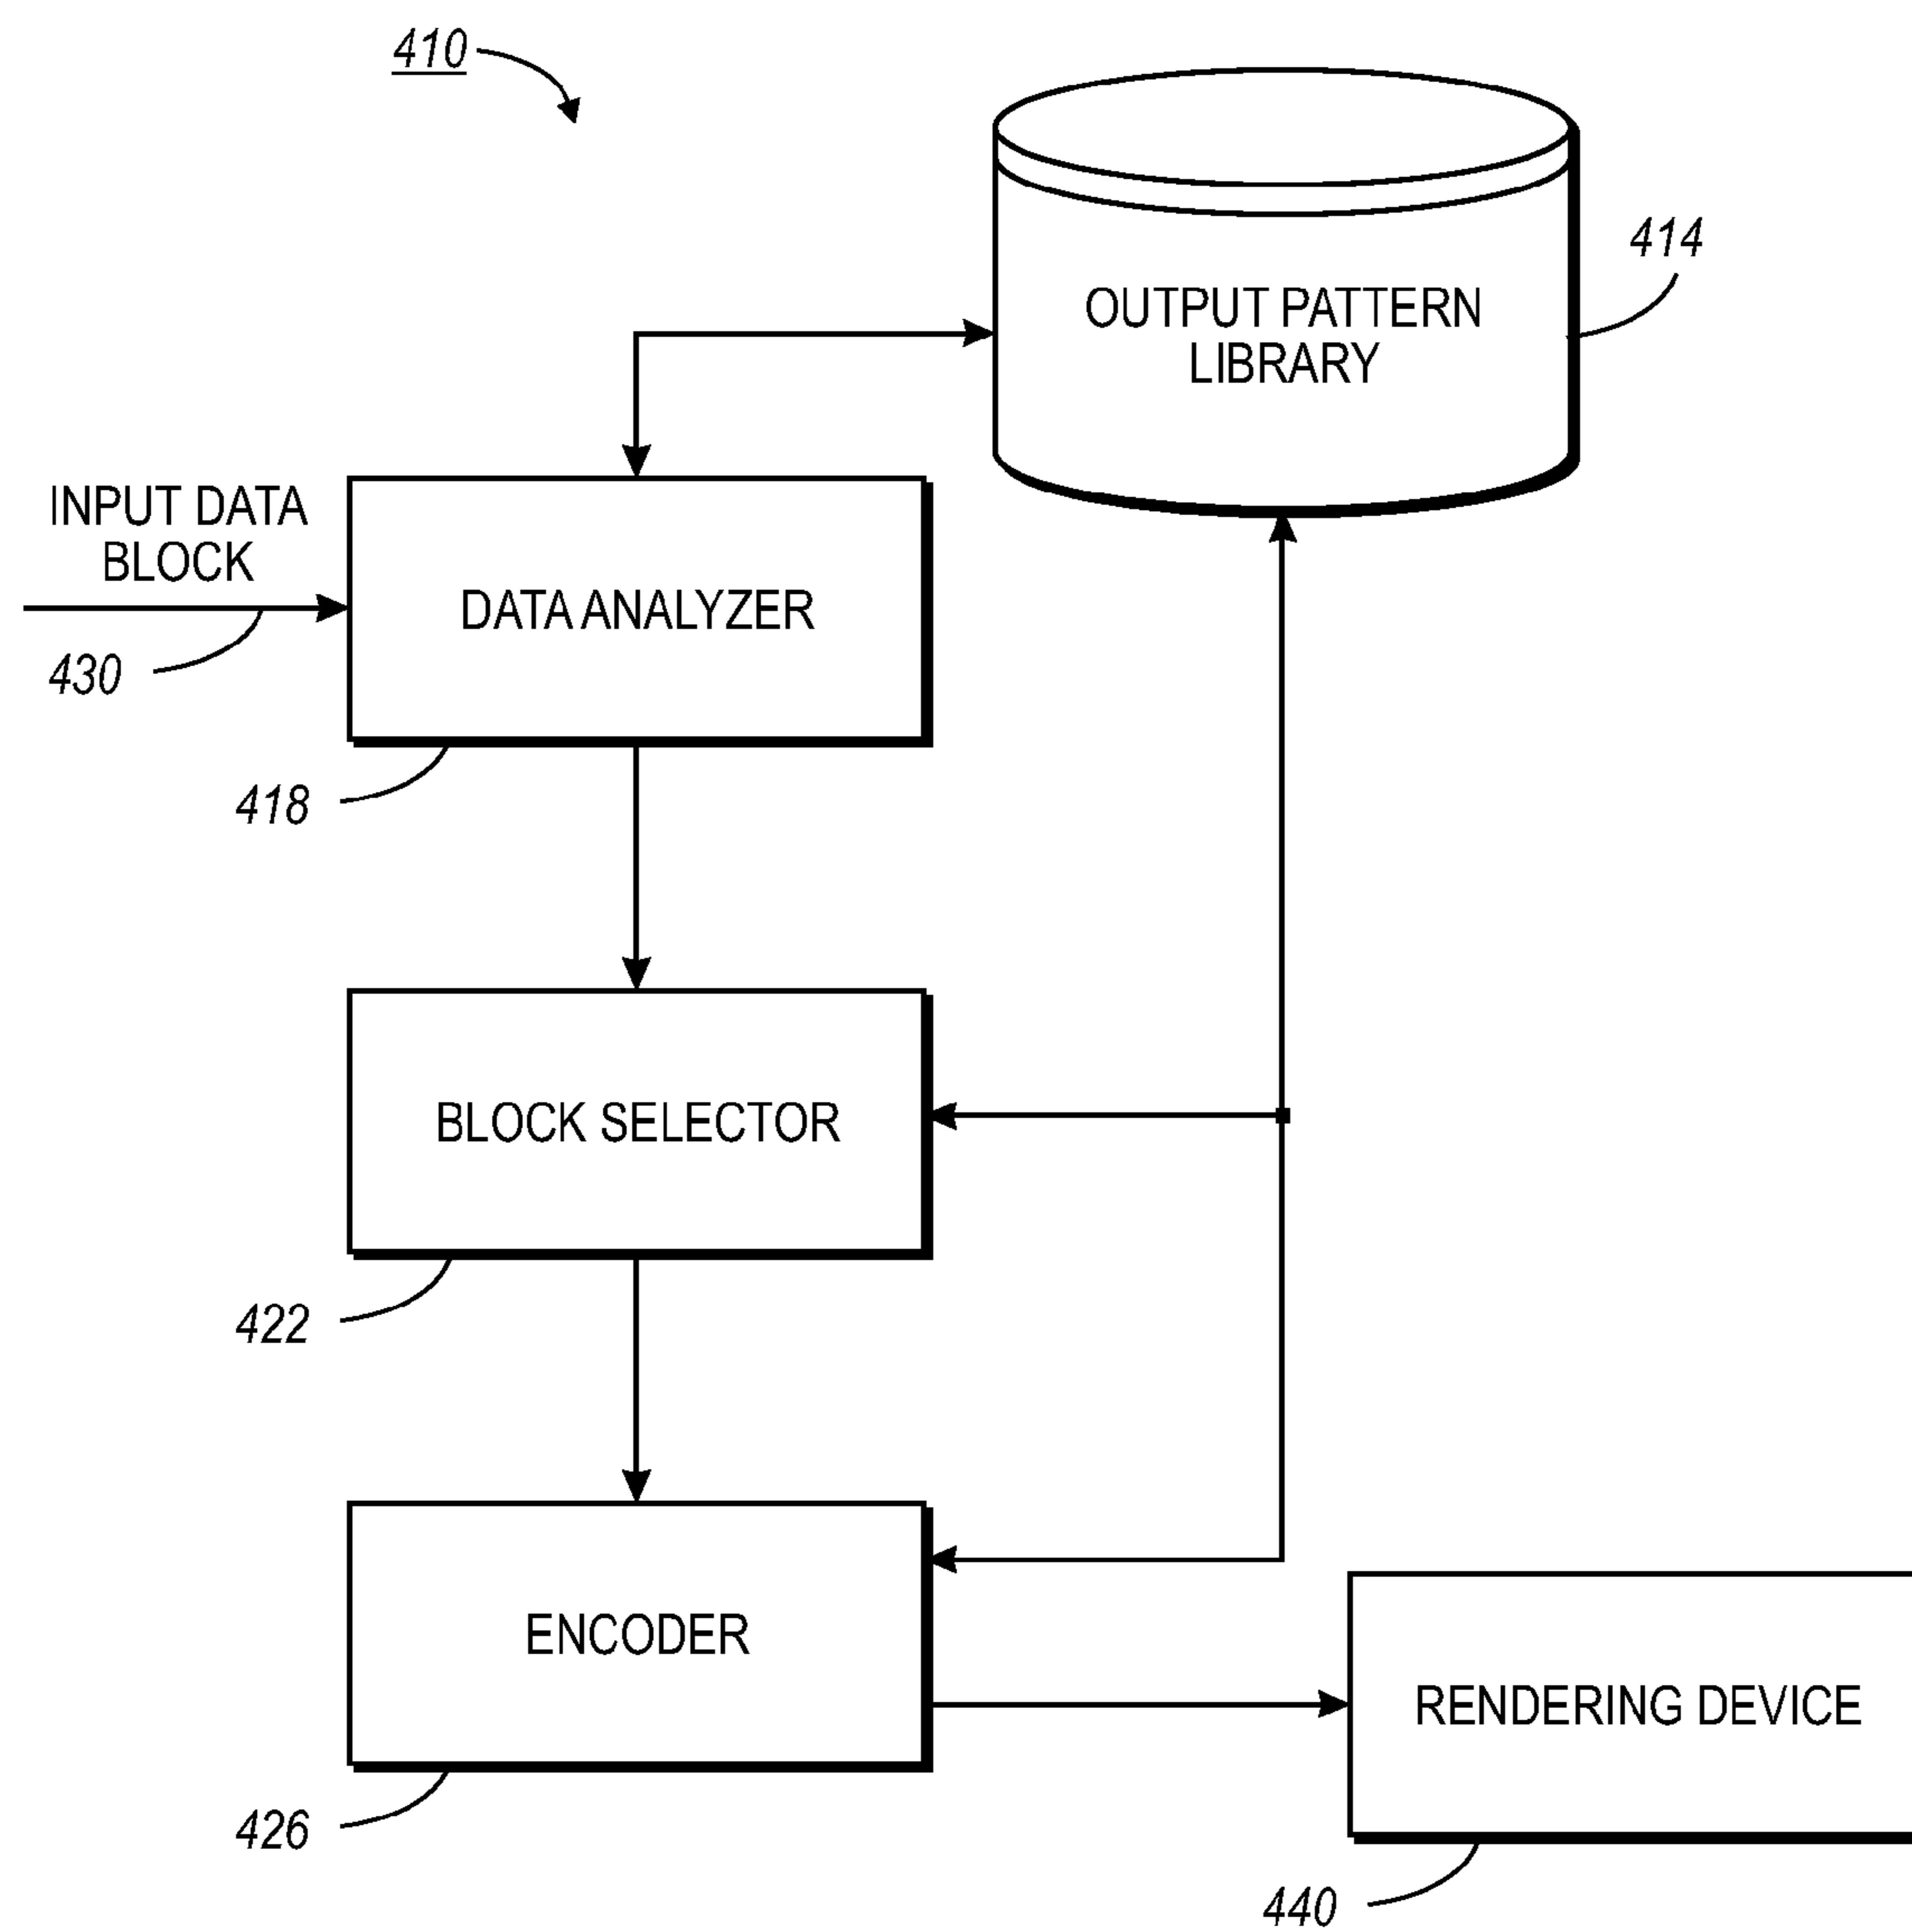 410
OUTPUT PATTERN
LIBRARY
414
INPUT DATA
BLOCK
430
DATA ANALYZER
418
BLOCK SELECTOR
422
ENCODER
426
RENDERING DEVICE
440